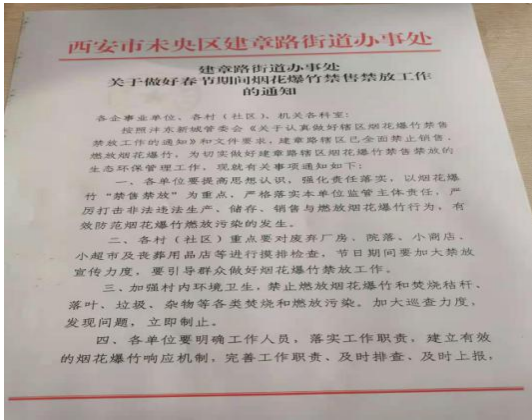 西安市未央区建章路街道办事处
建章路街道办事处
关于做好春节期间烟花爆竹禁售禁放工作
的通知
各企事业单位、各村（社区）、机关各科室：
按照沣东新城管委会《关于认真做好辖区烟花爆竹禁售
禁放工作的通知》和文件要求，建章路辖区已全面禁止销售、
燃放烟花爆竹，为切实做好建章路辖区烟花爆竹禁售禁放的
生态环保管理工作，现就有关事项通知如下：
一、各单位要提高思想认识，强化责任落实，以烟花爆
竹“禁售禁放”为重点，严格落实本单位监管主体责任，严
厉打击非法违法生产、储存、销售与燃放烟花爆竹行为，有
效防范烟花爆竹燃放污染的发生。
二、各村（社区）重点要对废弃厂房、院落、小商店、
小超市及丧葬用品店等进行摸排检查，节日期间要加大禁放
宣传力度，要引导群众做好烟花爆竹禁放工作。
三、加强村内环境卫生，禁止燃放烟花爆竹和焚烧秸秆、
落叶、垃圾、杂物等各类焚烧和燃放污染。加大巡查力度，
发现问题，立即制止。
四、各单位要明确工作人员，落实工作职责，建立有效
的烟花爆竹响应机制，完善工作职责、及时排查、及时上报，